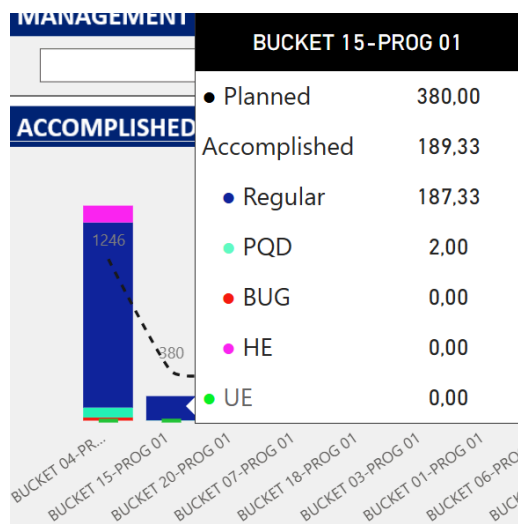 MANAGEMENT
BUCKET 15-PROG 01
Planned 380,00
ACCOMPLISHED
Accomplished 189,33
Regular 187,33
PQD 2,00
BUG 0,00
HE 0,00
UE 0,00
1246
380
BUCKET 04-PR...
BUCKET 15-PROG 01
BUCKET 20-PROG 01
BUCKET 07-PROG 01
BUCKET 18-PROG 01
BUCKET 03-PROG 01
BUCKET 01-PROG 01
BUCKET 06-PRO
BUCK